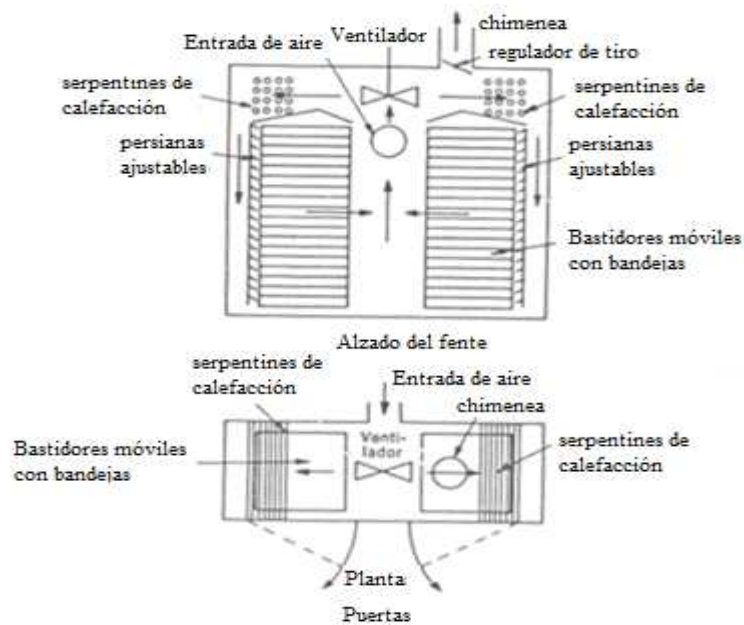 chimenea
Ventilador
Entrada de aire
regulador de tiro
serpentines de
calefacción
serpentines de
calefacción
persianas
ajustables
persianas
ajustables
Bastidores móviles
con bandejas
Alzado del fente
serpentines de
calefacción
Entrada de aire
chimenea
Venti-
lador
Bastidores móviles
con bandejas
serpentines de
calefacción
Planta
Puertas